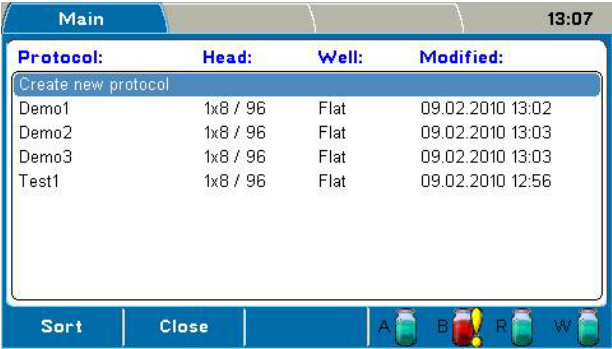 Main 13:07
Protocol: Head: Well: Modified:
Create new protocol
Demo1 1x8 / 96 Flat 09.02.2010 13:02
Demo2 1x8 / 96 Flat 09.02.2010 13:03
Demo3 1x8 / 96 Flat 09.02.2010 13:03
Test1 1x8 / 96 Flat 09.02.2010 12:56
Sort Close A B ! R W